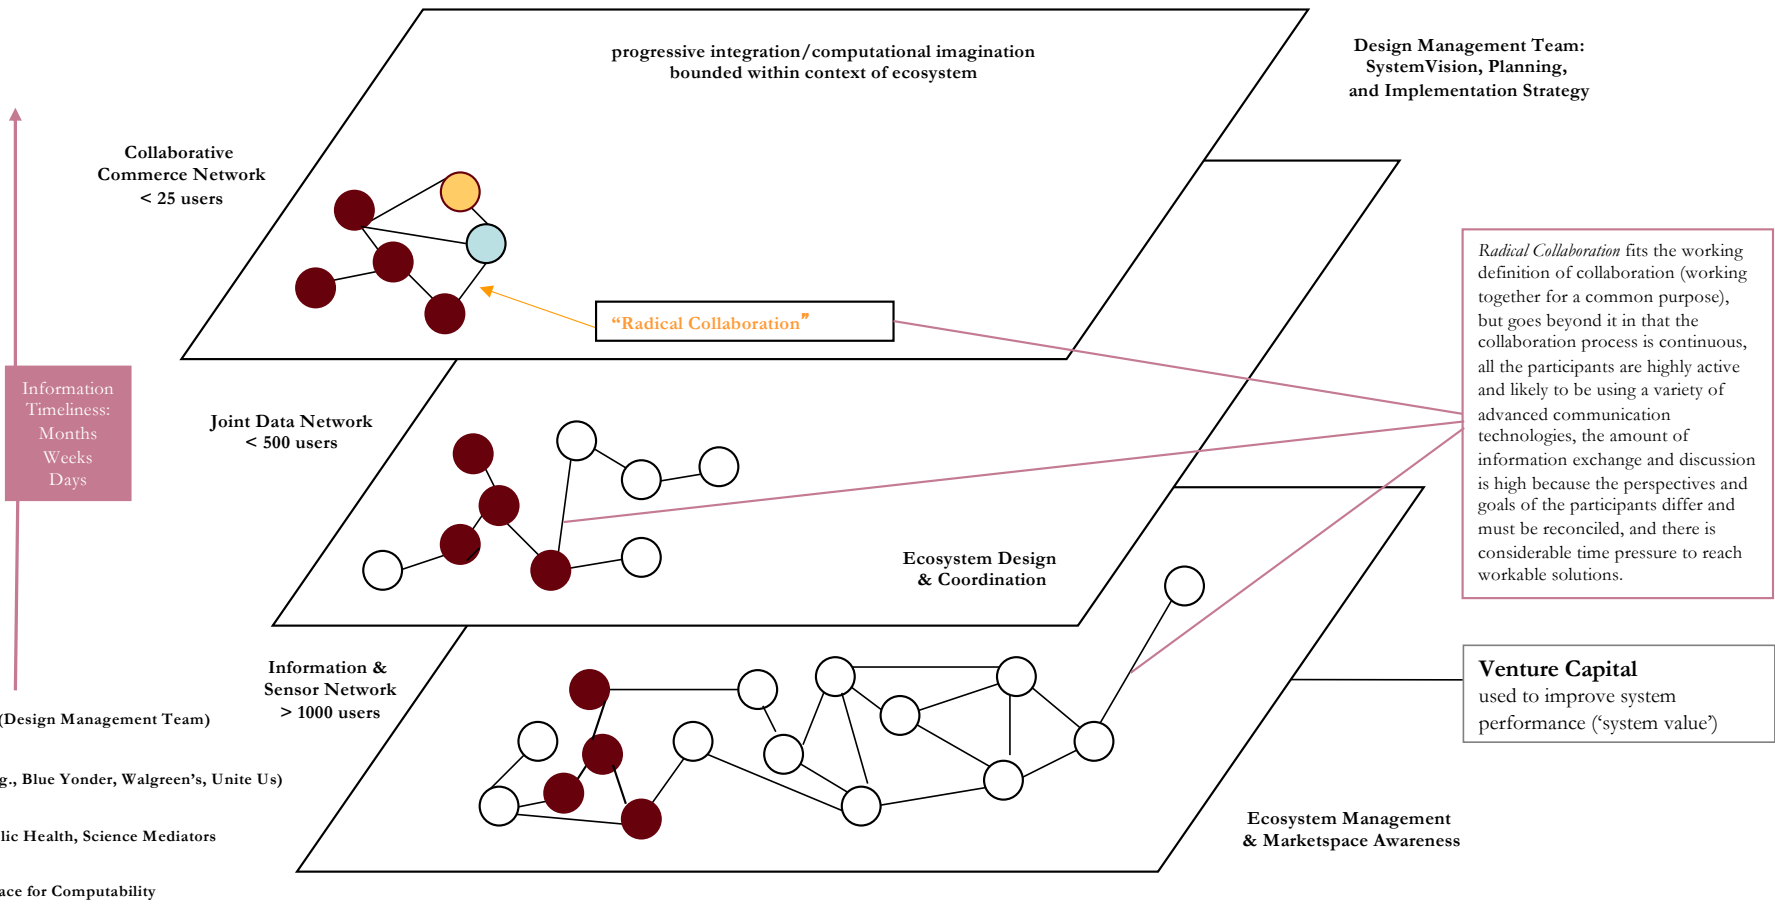 progressive integration/computational imagination
bounded within context of ecosystem
Design Management Team:
SystemVision, Planning,
and Implementation Strategy
Collaborative
Commerce Network
< 25 users
“Radical Collaboration”
Radical Collaboration fits the working
definition of collaboration (working
together for a common purpose),
but goes beyond it in that the
collaboration process is continuous,
all the participants are highly active
and likely to be using a variety of
advanced communication
technologies, the amount of
information exchange and discussion
is high because the perspectives and
goals of the participants differ and
must be reconciled, and there is
considerable time pressure to reach
workable solutions.
Information
Timeliness:
Months
Weeks
Days
Joint Data Network
< 500 users
Ecosystem Design
& Coordination
Information &
Sensor Network
> 1000 users
Venture Capital
used to improve system
performance (‘system value’)
(Design Management Team)
g., Blue Yonder, Walgreen’s, Unite Us)
lic Health, Science Mediators
ace for Computability
Ecosystem Management
& Marketspace Awareness